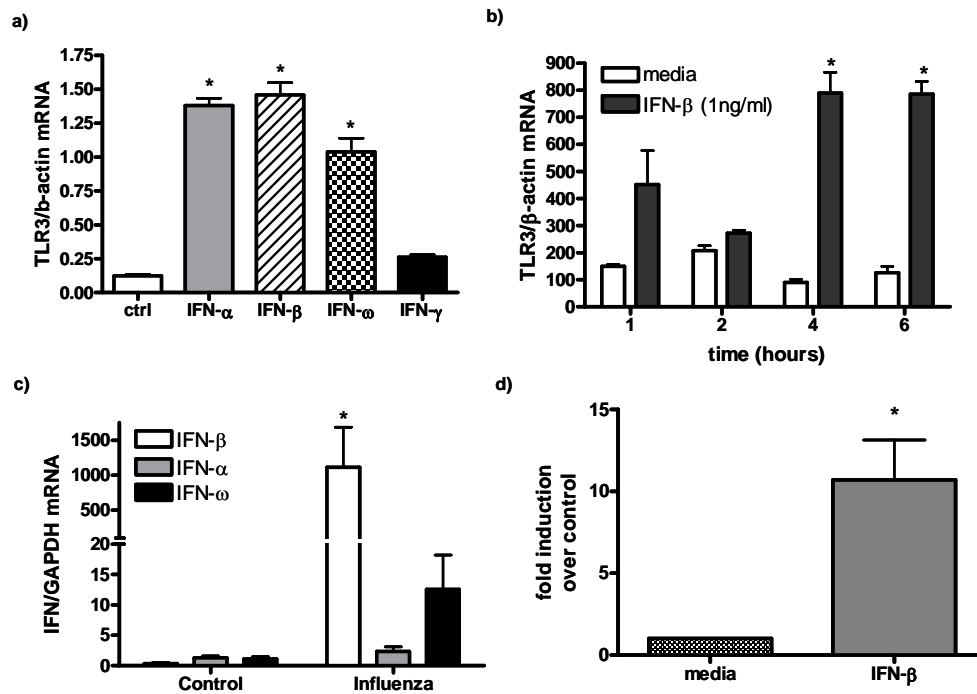 a)
TLR3/b-actin mRNA
1.75
1.50
1.25
1.00
0.75
0.50
0.25
0.00
* * *
ctrl IFN-α IFN-β IFN-ω IFN-γ
b)
TLR3/β-actin mRNA
900
800
700
600
500
400
300
200
100
0
media
IFN-β (1ng/ml)
* *
1 2 4 6
time (hours)
c)
IFN/GAPDH mRNA
1500
1000
500
20
15
10
5
0
IFN-β
IFN-α
IFN-ω
*
Control Influenza
d)
fold induction
over control
15
10
5
0
*
media IFN-β